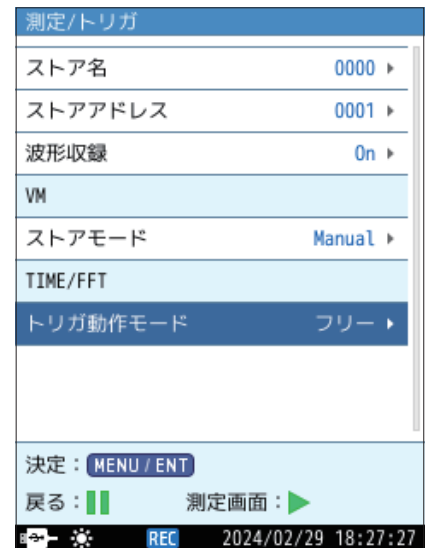 測定/トリガ
ストア名 0000
ストアアドレス 0001
波形収録 On
VM
ストアモード Manual
TIME/FFT
トリガ動作モード フリー
決定：MENU/ENT
戻る： 測定画面：
REC 2024/02/29 18:27:27